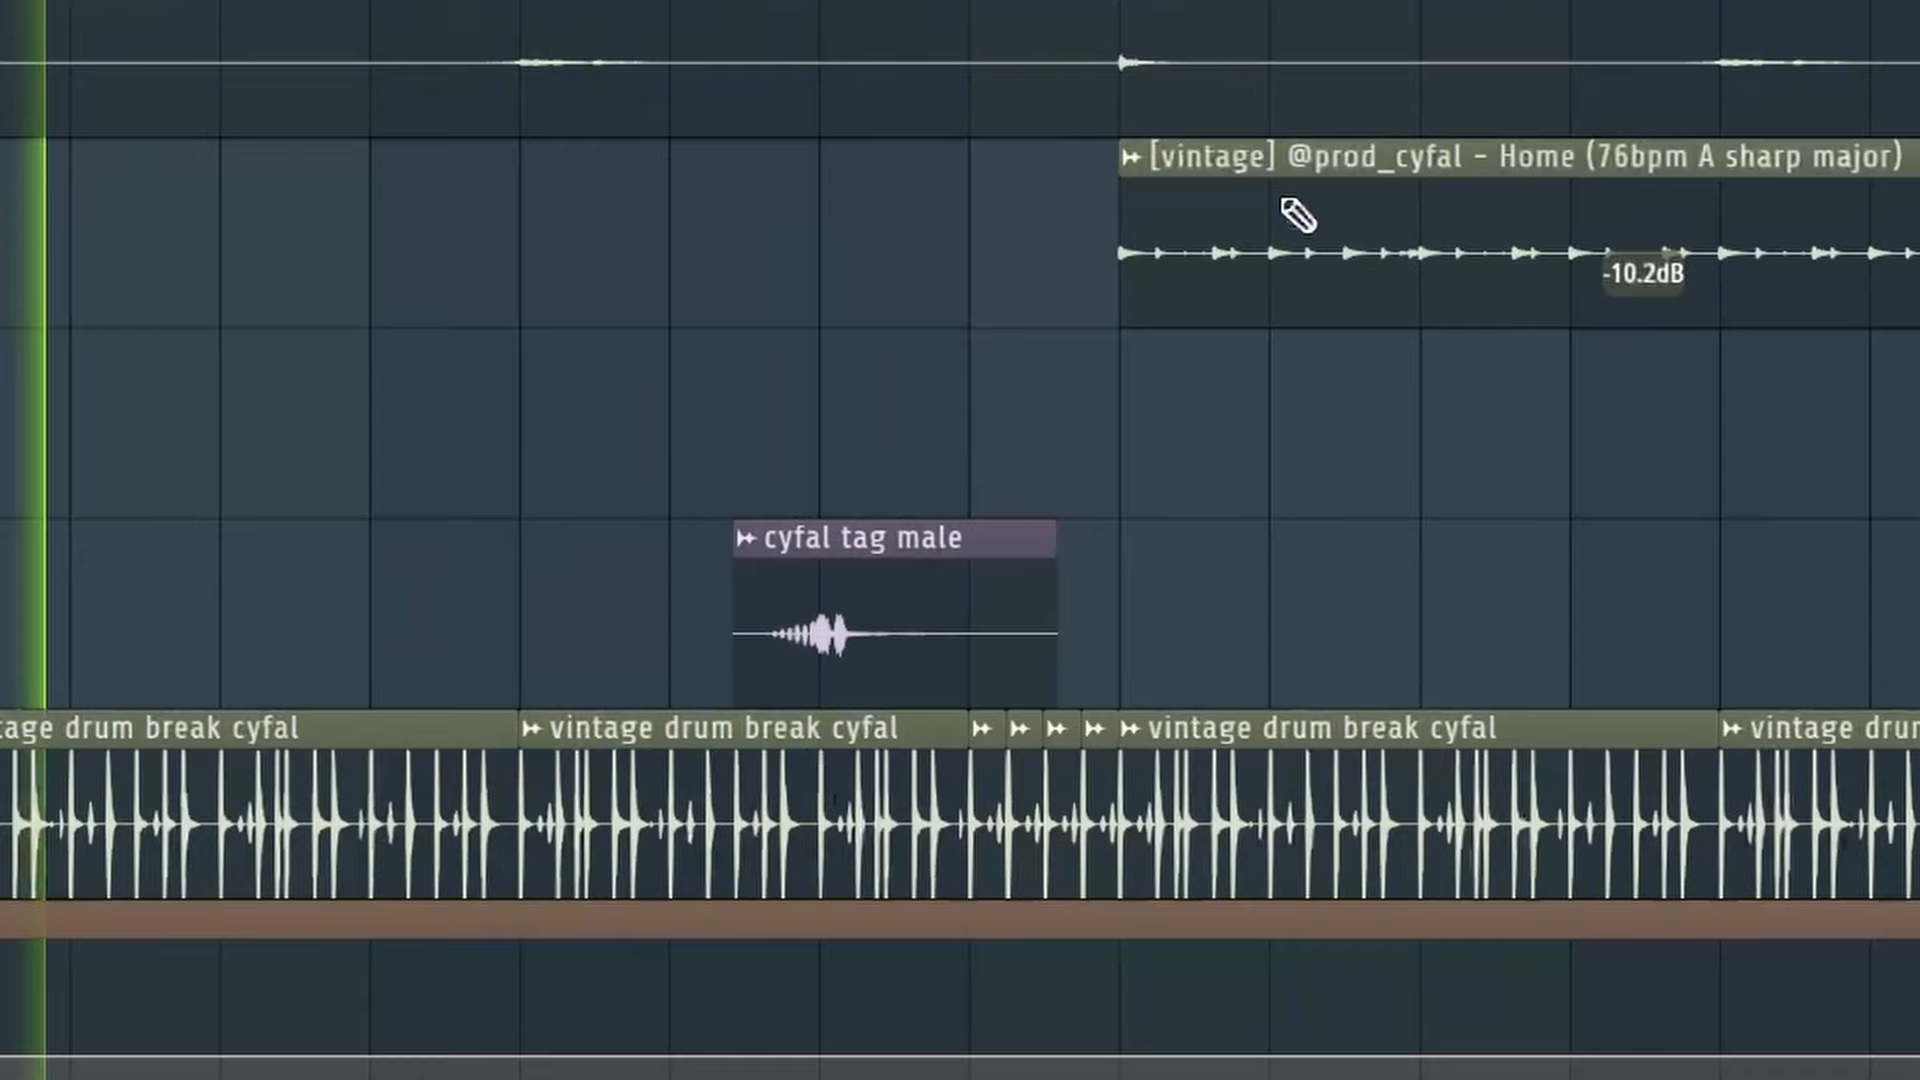 [vintage] @prod_cyfal - Home (76bpm A sharp major)
-10.2dB
cyfal tag male
tage drum break cyfal
vintage drum break cyfal
vintage drum break cyfal
vintage drum